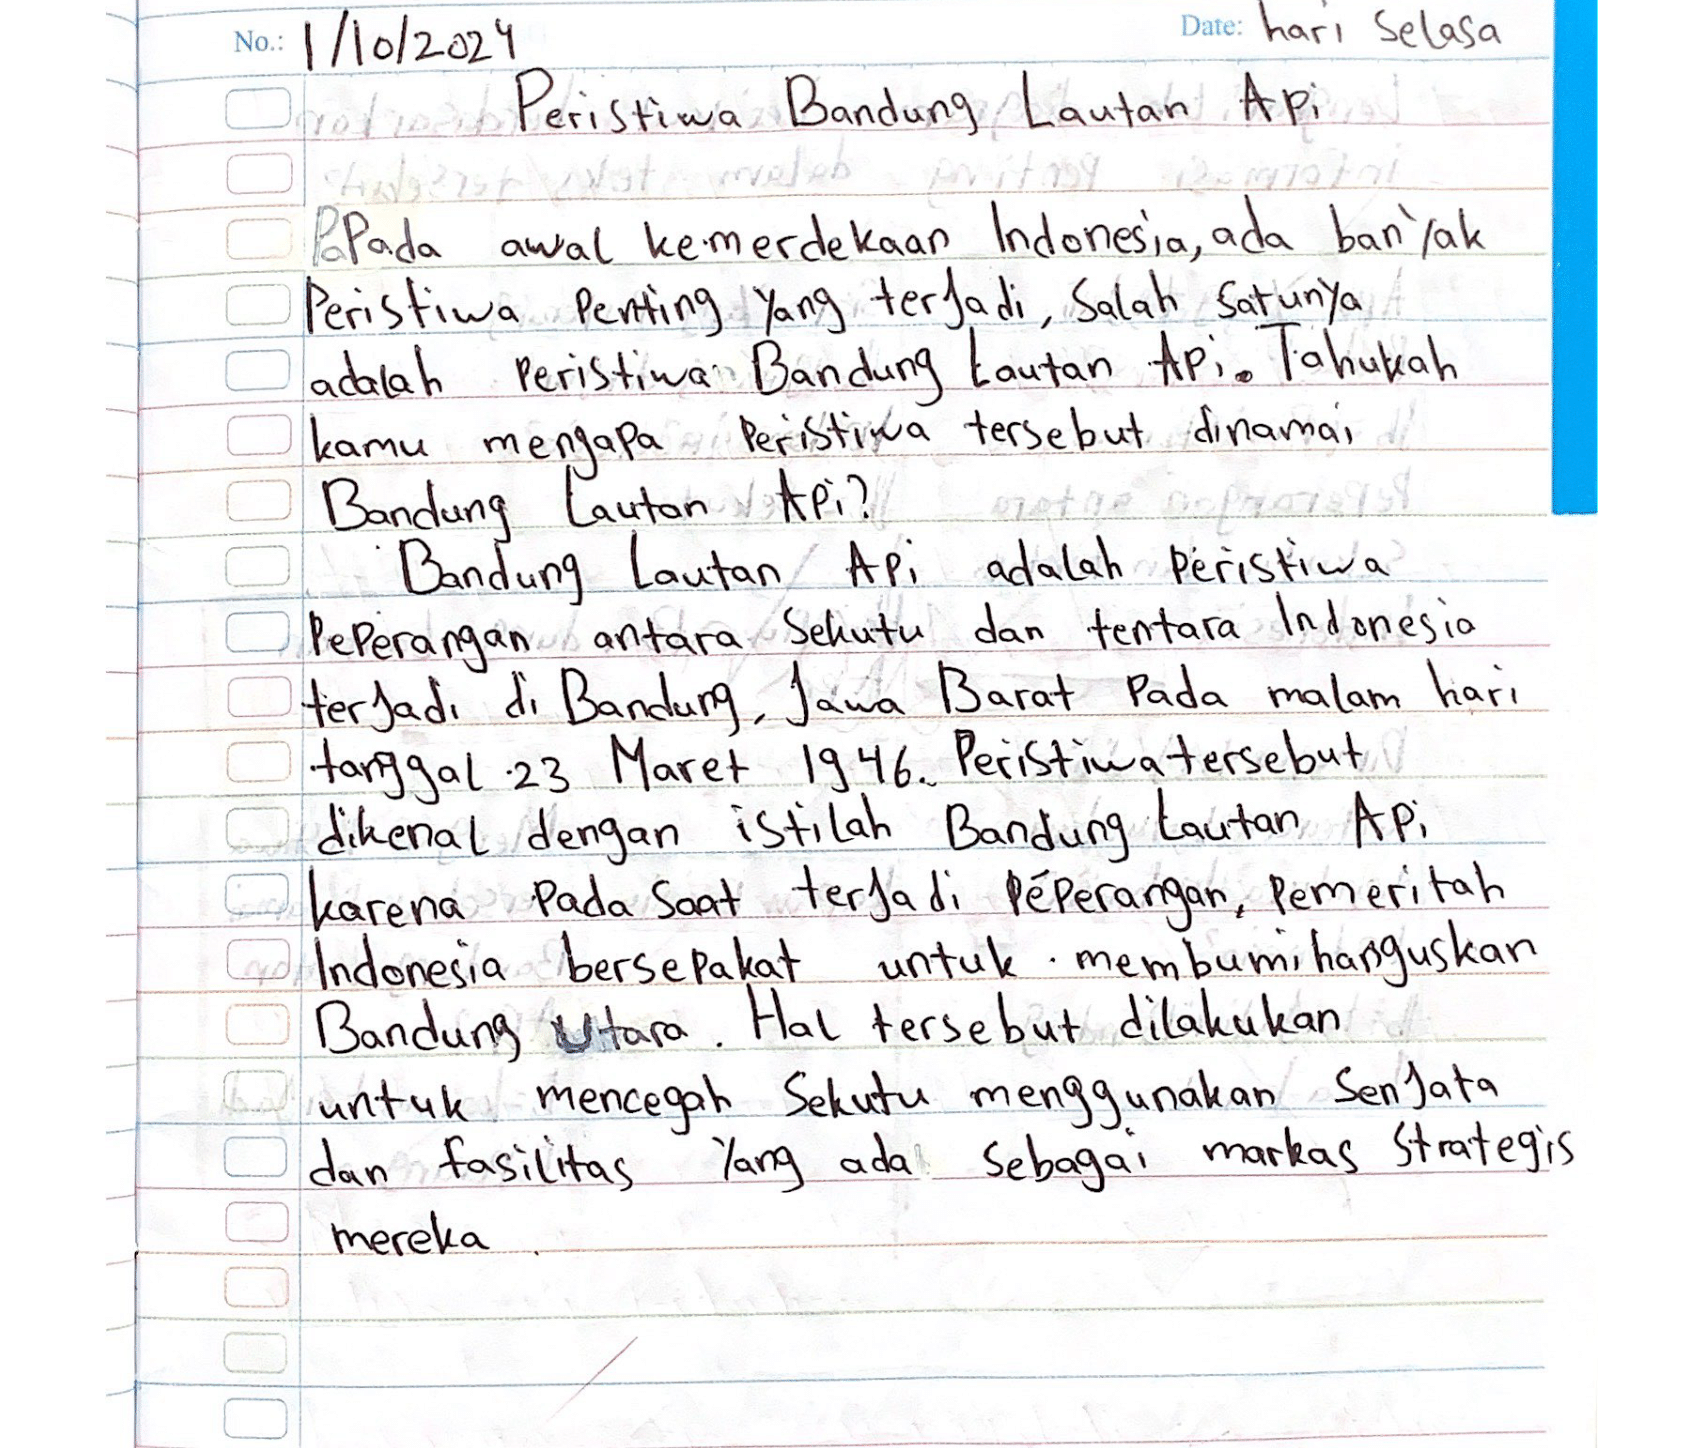 No.: 1/10/2024 Date: hari Selasa
Peristiwa Bandung Lautan Api
Pada awal kemerdekaan Indonesia, ada banyak
Peristiwa Penting yang terjadi, Salah Satunya
adalah Peristiwa Bandung Lautan Api. Tahukah
kamu mengapa Peristiwa tersebut dinamai
Bandung Lautan Api?
Bandung Lautan Api adalah Peristiwa
Peperangan antara Sekutu dan tentara Indonesia
terjadi di Bandung, Jawa Barat Pada malam hari
tanggal 23 Maret 1946. Peristiwa tersebut
dikenal dengan istilah Bandung Lautan Api
karena Pada Saat terjadi Peperangan, Pemeritah
Indonesia bersepakat untuk membumihanguskan
Bandung Utara. Hal tersebut dilakukan
untuk mencegah Sekutu menggunakan Senjata
dan fasilitas yang ada sebagai markas Strategis
mereka.